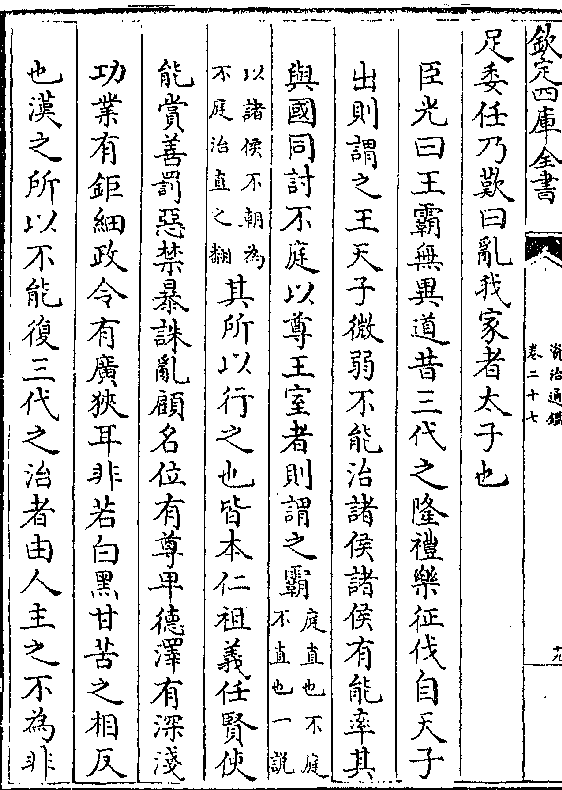 欽定四庫全書
資治通鑑
卷二十七
十九
足委任乃歎曰亂我家者太子也
臣光曰王霸無異道昔三代之隆禮樂征伐自天子
出則謂之王天子微弱不能治諸侯諸侯有能率其
與國同討不庭以尊王室者則謂之霸庭直也不庭
不直也一說
以諸侯不朝為
不庭治直之翻其所以行之也皆本仁祖義任賢使
能賞善罰惡禁暴誅亂顧名位有尊卑德澤有深淺
功業有鉅細政令有廣狹耳非若白黑甘苦之相反
也漢之所以不能復三代之治者由人主之不為非